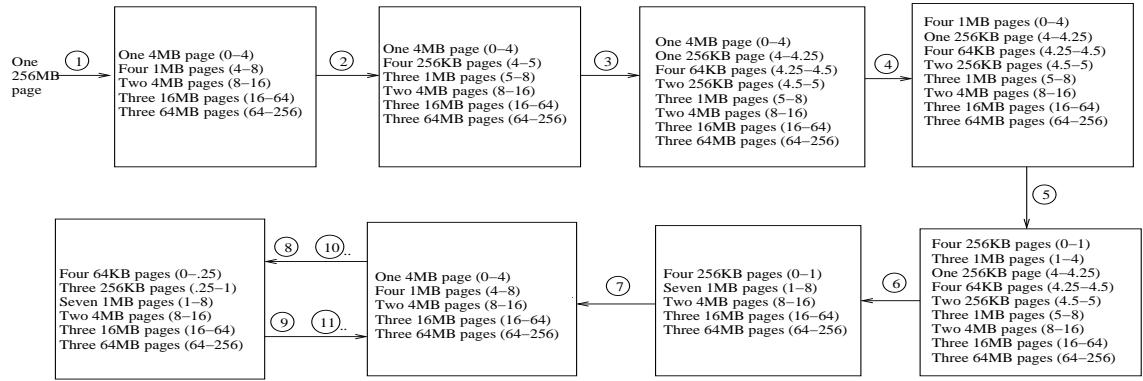 One
256MB
page
1
One 4MB page (0−4)
Four 1MB pages (4−8)
Two 4MB pages (8−16)
Three 16MB pages (16−64)
Three 64MB pages (64−256)
2
One 4MB page (0−4)
Four 256KB pages (4−5)
Three 1MB pages (5−8)
Two 4MB pages (8−16)
Three 16MB pages (16−64)
Three 64MB pages (64−256)
3
One 4MB page (0−4)
One 256KB page (4−4.25)
Four 64KB pages (4.25−4.5)
Two 256KB pages (4.5−5)
Three 1MB pages (5−8)
Two 4MB pages (8−16)
Three 16MB pages (16−64)
Three 64MB pages (64−256)
4
Four 1MB pages (0−4)
One 256KB page (4−4.25)
Four 64KB pages (4.25−4.5)
Two 256KB pages (4.5−5)
Three 1MB pages (5−8)
Two 4MB pages (8−16)
Three 16MB pages (16−64)
Three 64MB pages (64−256)
5
Four 256KB pages (0−1)
Three 1MB pages (1−4)
One 256KB page (4−4.25)
Four 64KB pages (4.25−4.5)
Two 256KB pages (4.5−5)
Three 1MB pages (5−8)
Two 4MB pages (8−16)
Three 16MB pages (16−64)
Three 64MB pages (64−256)
6
Four 256KB pages (0−1)
Seven 1MB pages (1−8)
Two 4MB pages (8−16)
Three 16MB pages (16−64)
Three 64MB pages (64−256)
7
One 4MB page (0−4)
Four 1MB pages (4−8)
Two 4MB pages (8−16)
Three 16MB pages (16−64)
Three 64MB pages (64−256)
8 10..
9 11..
Four 64KB pages (0−.25)
Three 256KB pages (.25−1)
Seven 1MB pages (1−8)
Two 4MB pages (8−16)
Three 16MB pages (16−64)
Three 64MB pages (64−256)